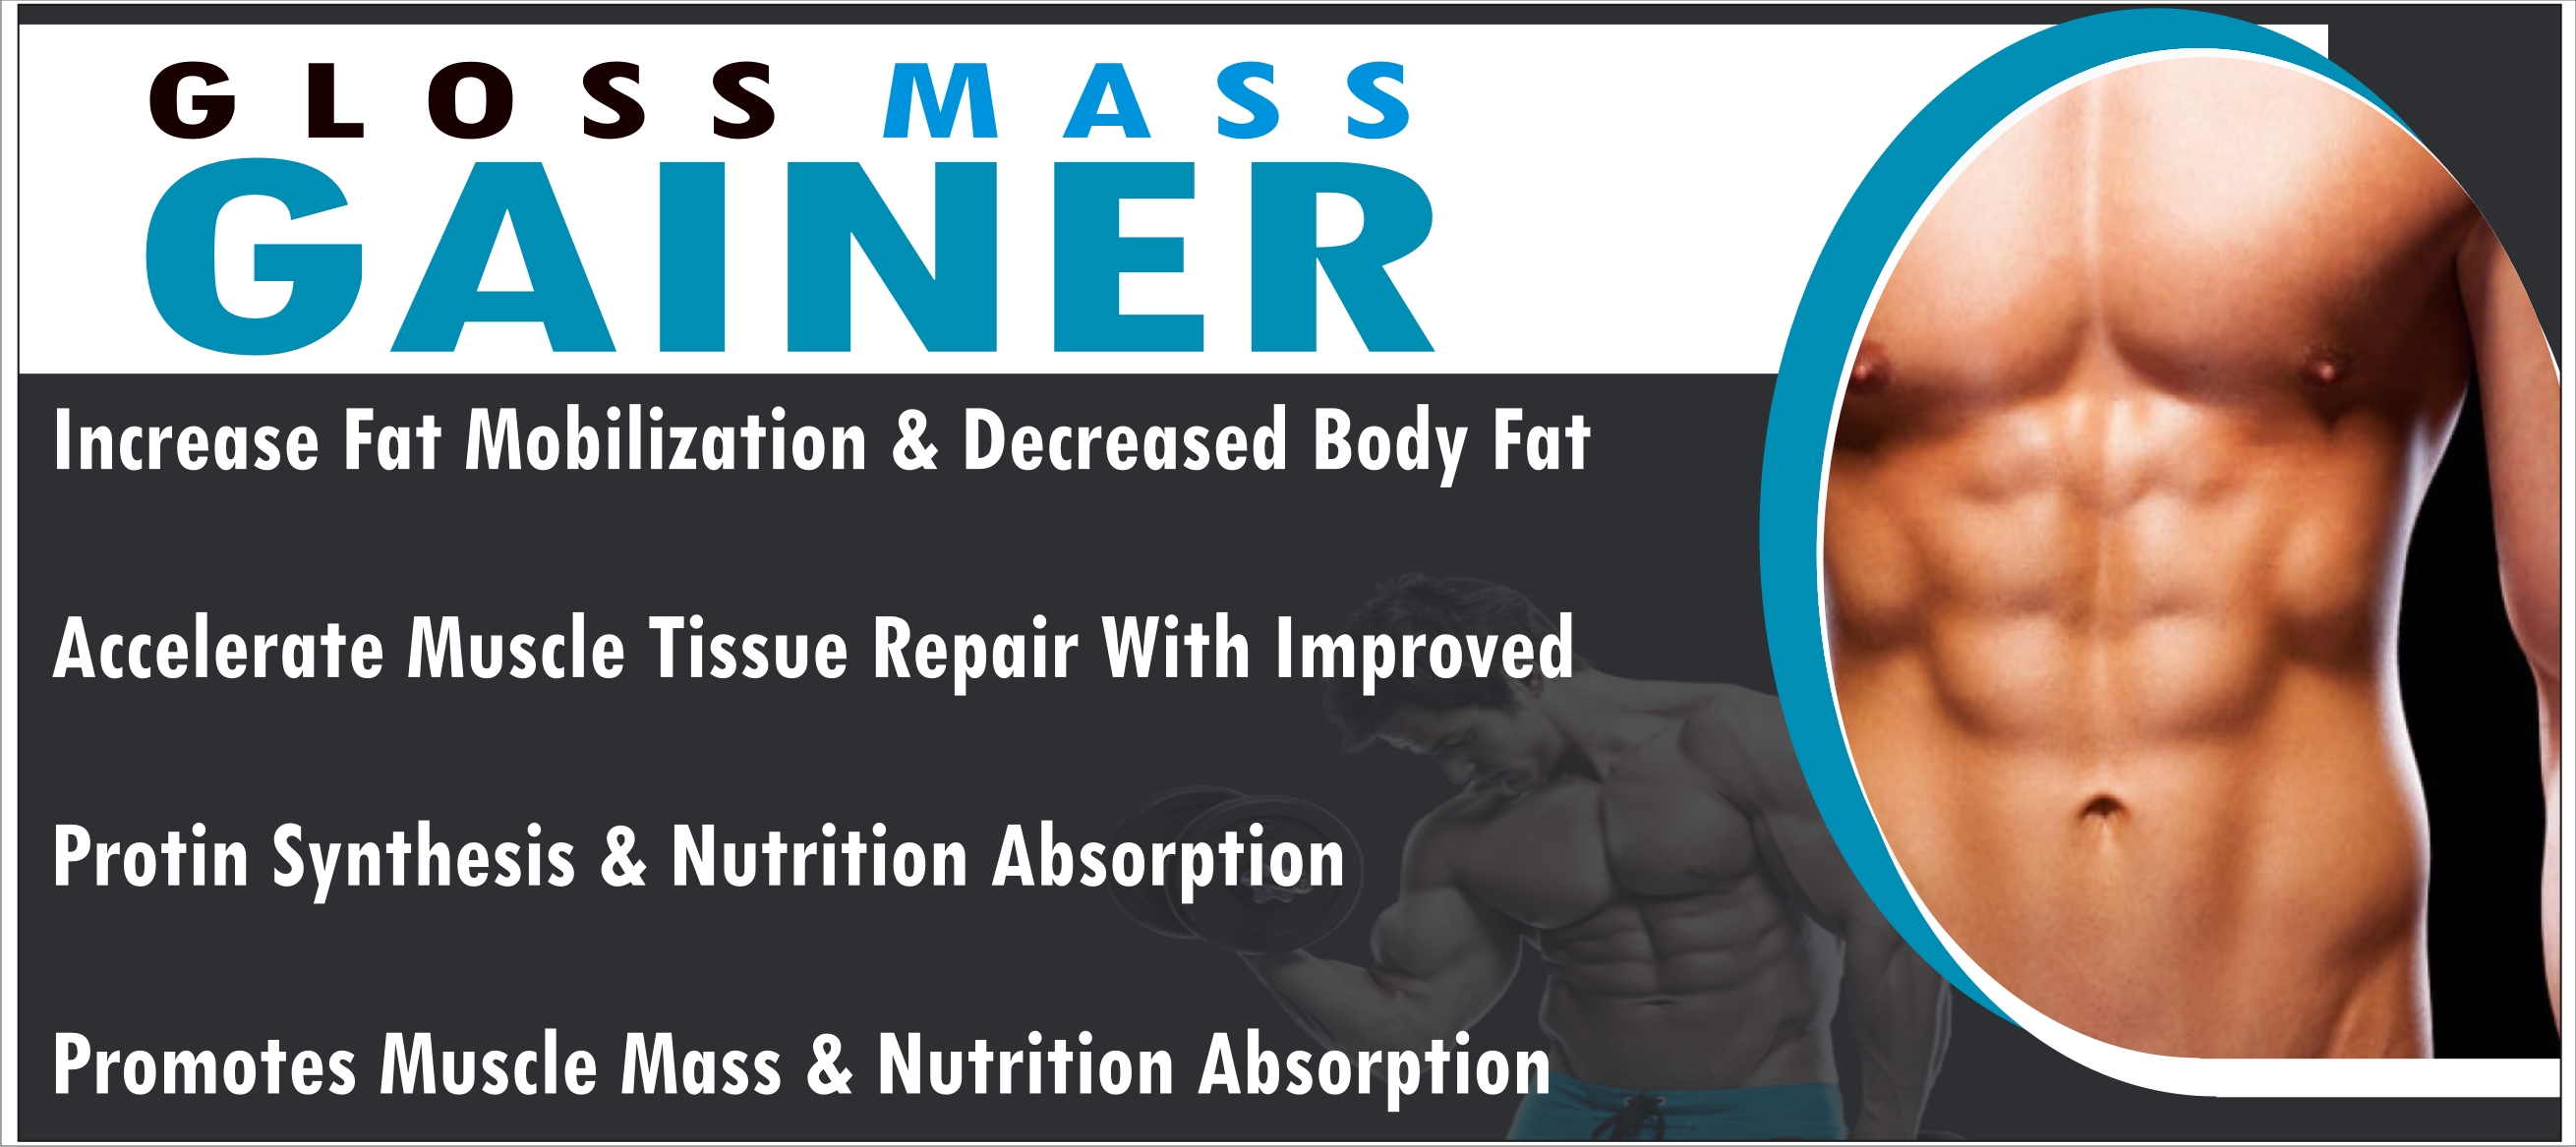 GLOSS MASS
GAINER
Increase Fat Mobilization & Decreased Body Fat
Accelerate Muscle Tissue Repair With Improved
Protin Synthesis & Nutrition Absorption
Promotes Muscle Mass & Nutrition Absorption